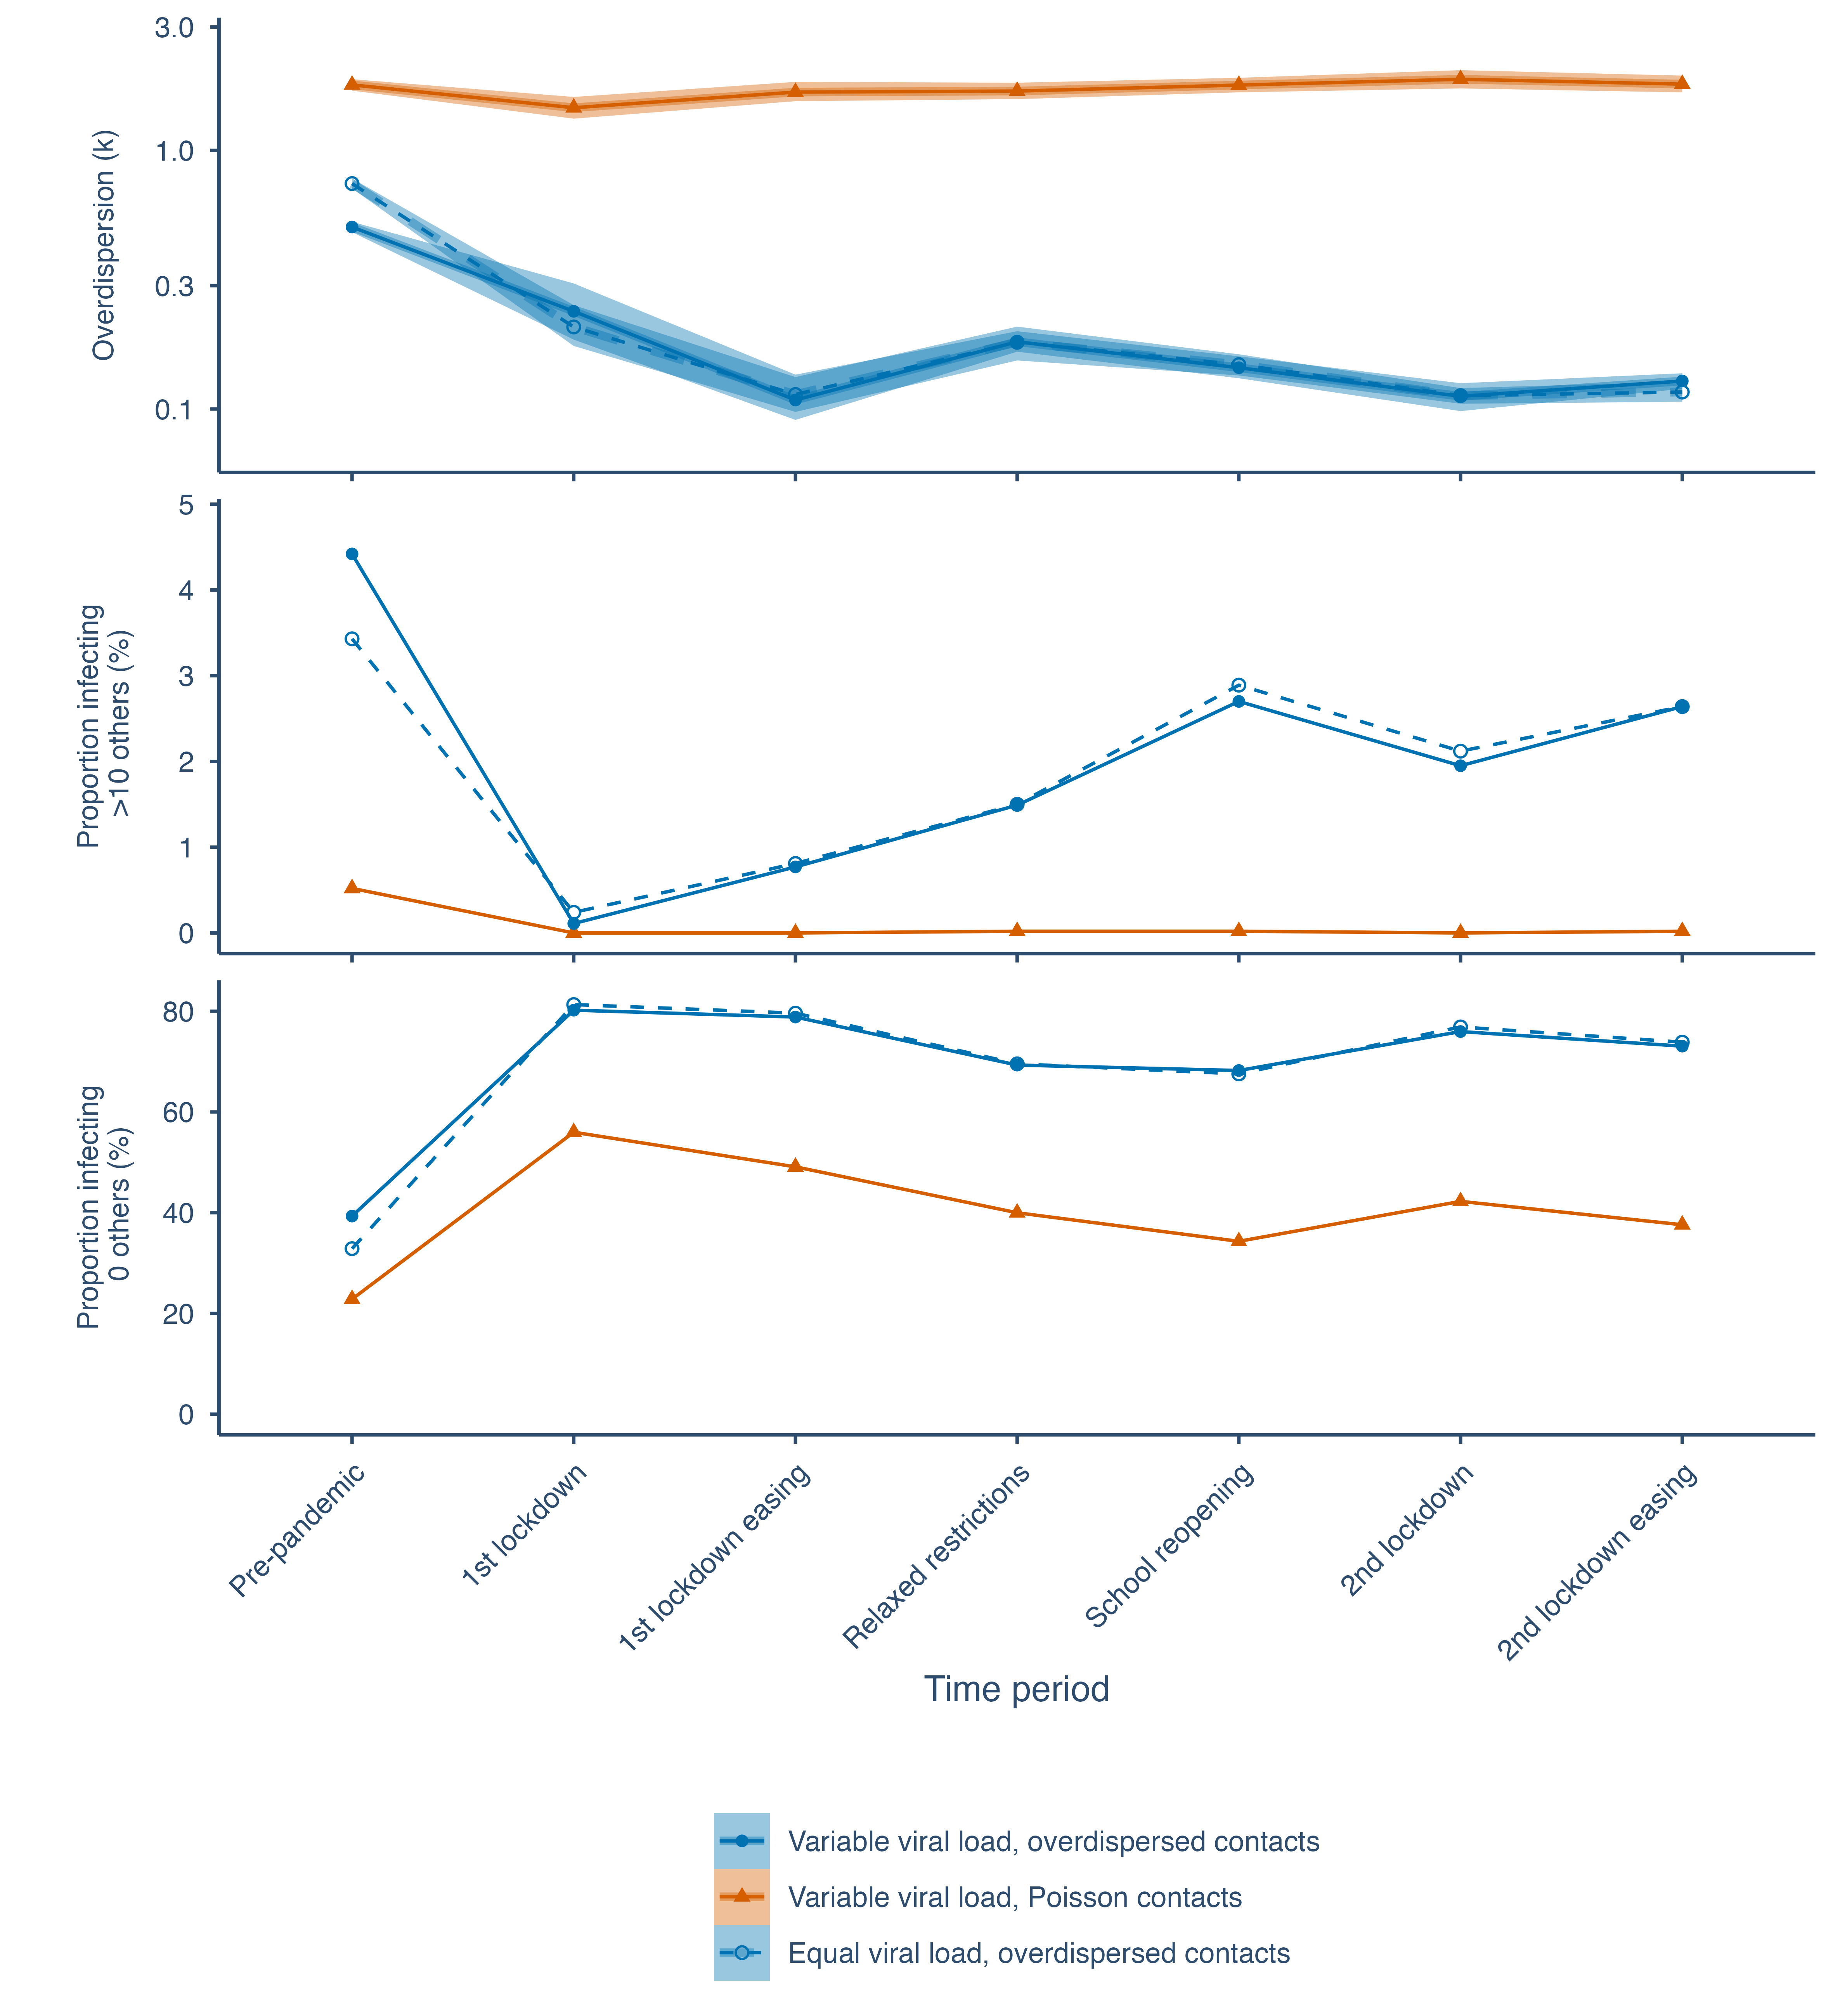 3.0
1.0
0.3
0.1
Overdispersion (k)
5
4
3
2
1
0
Proportion infecting
>10 others (%)
80
60
40
20
0
Proportion infecting
0 others (%)
Pre-pandemic
1st lockdown
1st lockdown easing
Relaxed restrictions
School reopening
2nd lockdown
2nd lockdown easing
Time period
Variable viral load, overdispersed contacts
Variable viral load, Poisson contacts
Equal viral load, overdispersed contacts